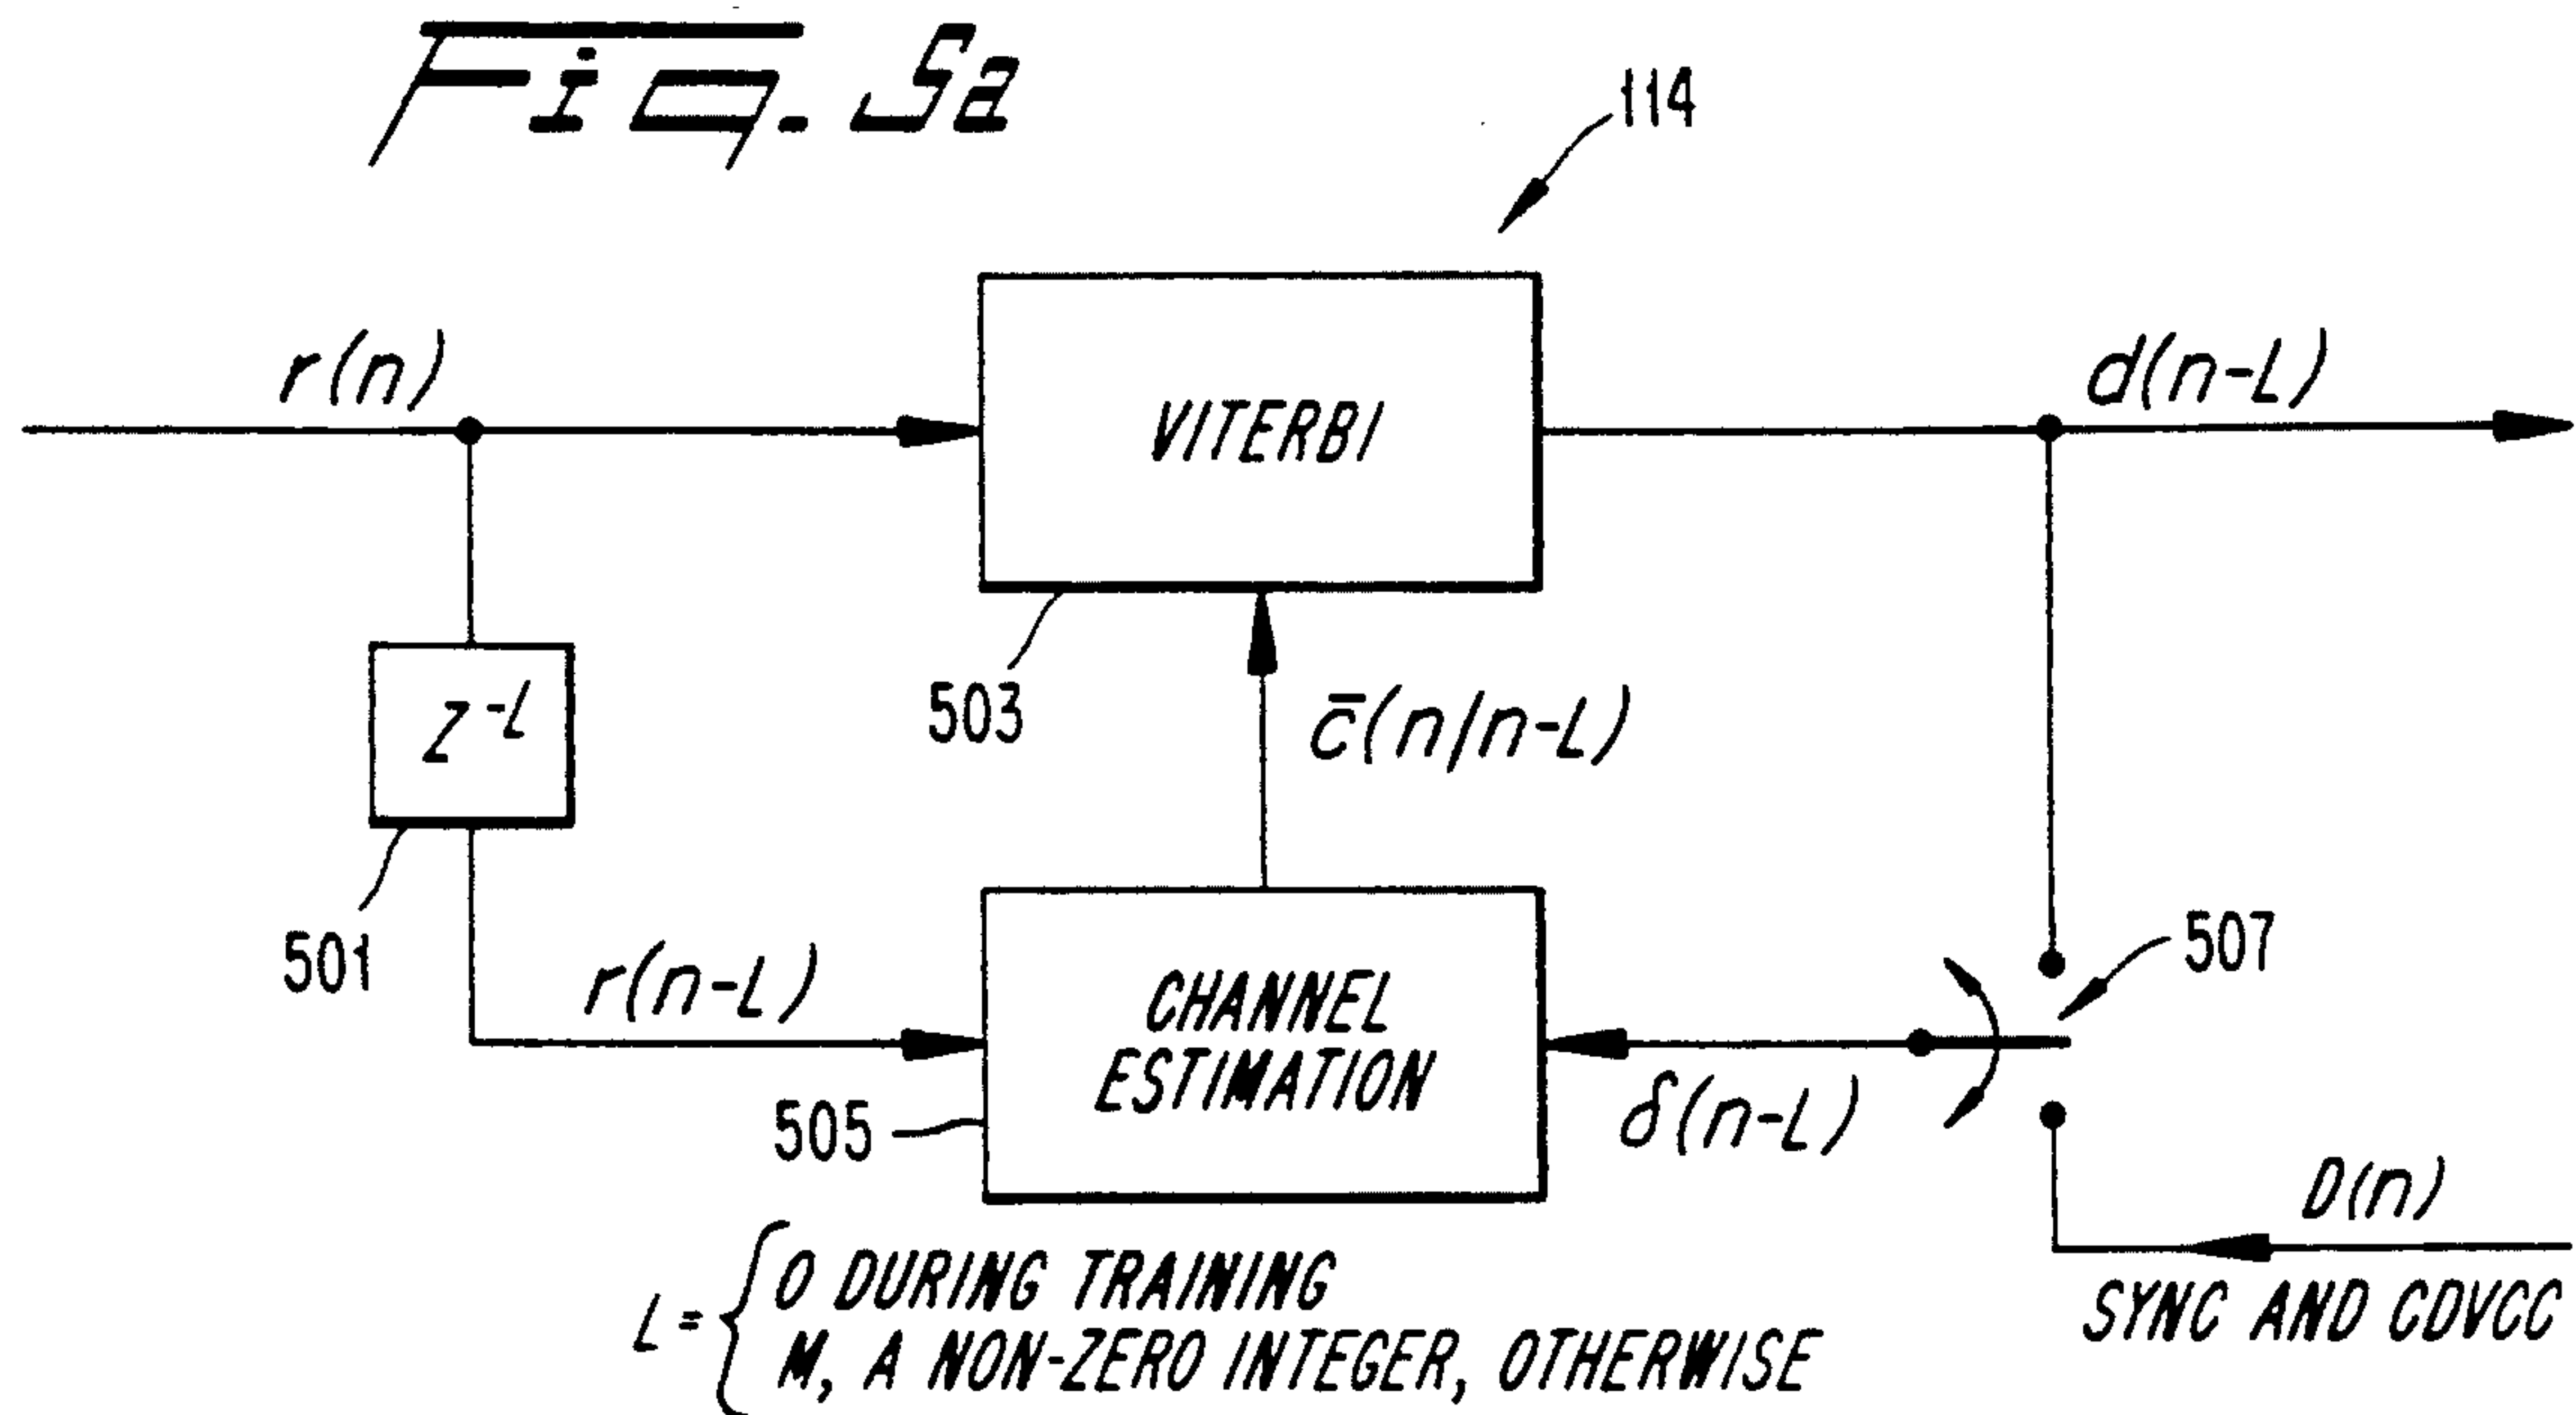 Fig. 5a
114
r(n)
VITERBI
d(n-L)
Z^-L
503
c̄(n/n-L)
501
r(n-L)
CHANNEL
ESTIMATION
507
505
δ(n-L)
D(n)
SYNC AND CDVCC
L = { 0 DURING TRAINING
M, A NON-ZERO INTEGER, OTHERWISE